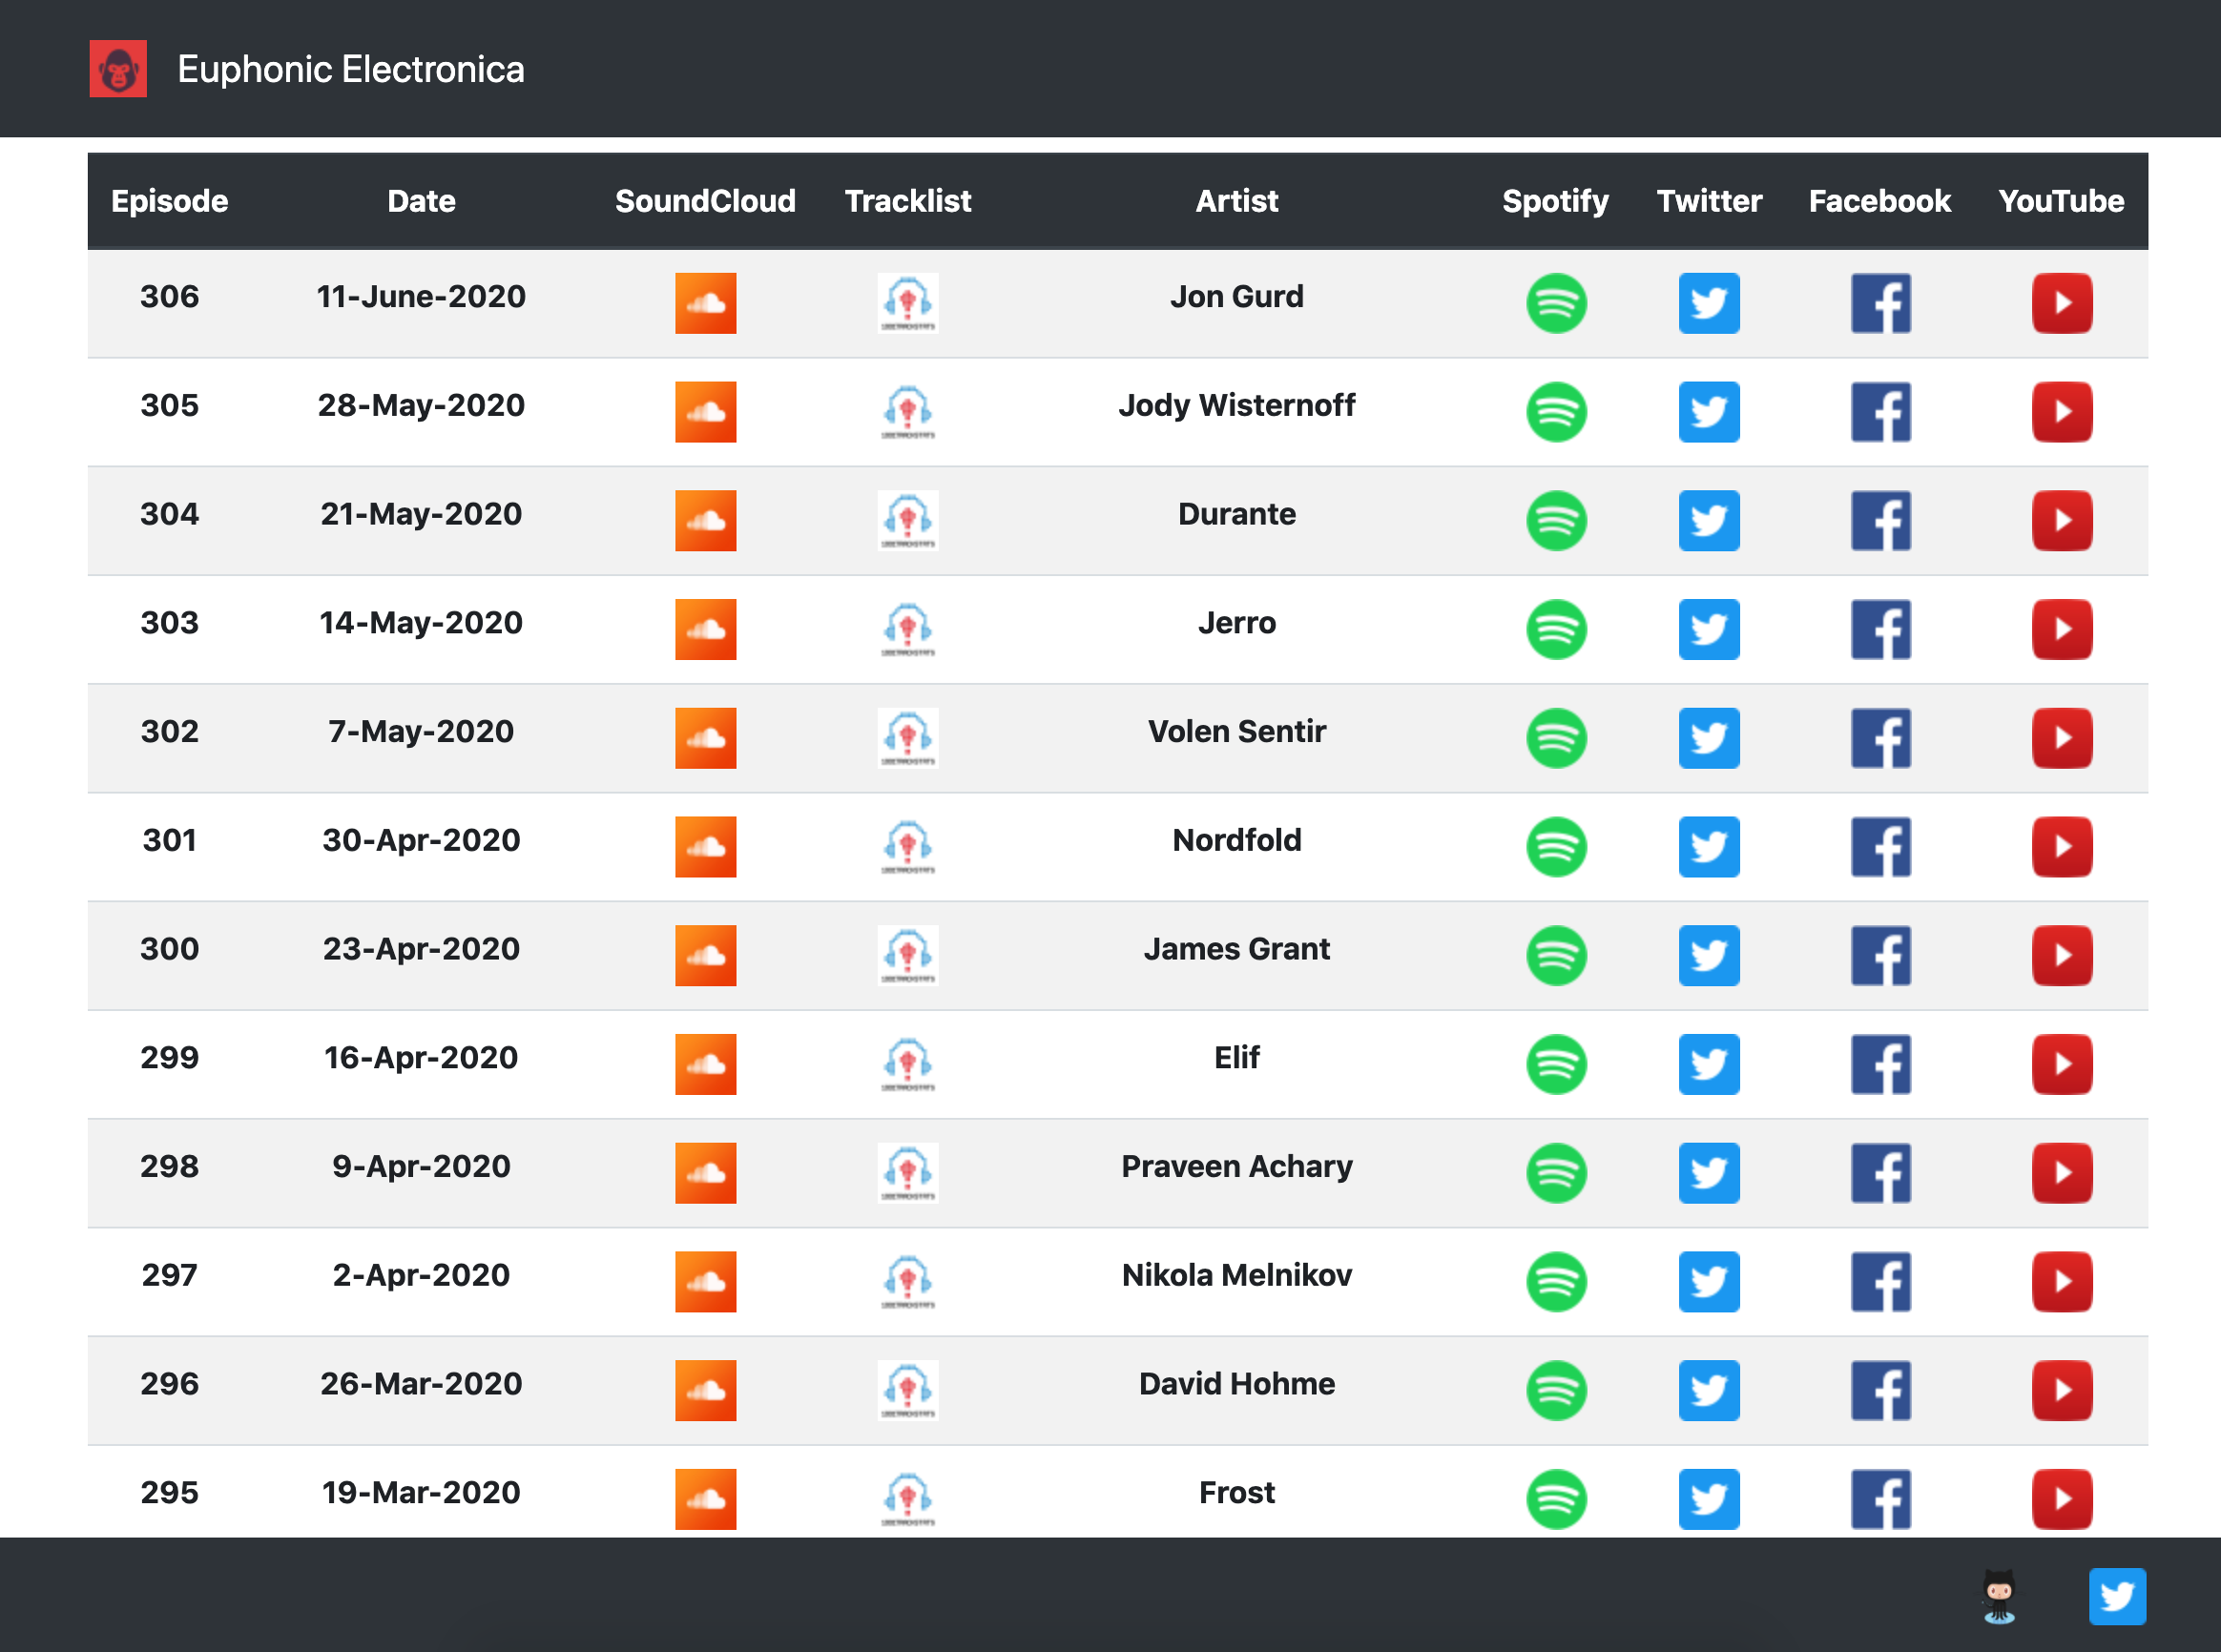 Euphonic Electronica
Episode Date SoundCloud Tracklist Artist Spotify Twitter Facebook YouTube
306 11-June-2020 Jon Gurd
305 28-May-2020 Jody Wisternoff
304 21-May-2020 Durante
303 14-May-2020 Jerro
302 7-May-2020 Volen Sentir
301 30-Apr-2020 Nordfold
300 23-Apr-2020 James Grant
299 16-Apr-2020 Elif
298 9-Apr-2020 Praveen Achary
297 2-Apr-2020 Nikola Melnikov
296 26-Mar-2020 David Hohme
295 19-Mar-2020 Frost